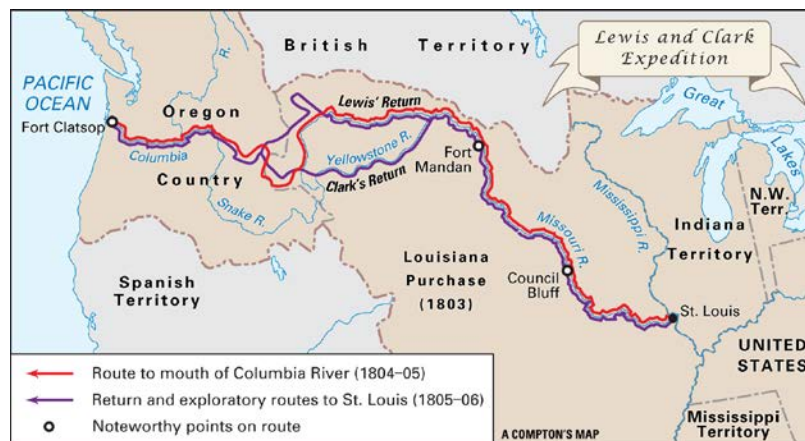 Lewis and Clark
Expedition
British Territory
PACIFIC
OCEAN
R.
Great
Lakes
Oregon
Country
Lewis' Return
Fort Clatsop
Columbia
Yellowstone R.
Clark's Return
Fort
Mandan
Snake R.
Mississippi R.
Missouri R.
N.W.
Terr.
Indiana
Territory
Spanish
Territory
Louisiana
Purchase
(1803)
Council
Bluff
St. Louis
UNITED
STATES
Mississippi
Territory
Route to mouth of Columbia River (1804–05)
Return and exploratory routes to St. Louis (1805–06)
Noteworthy points on route
A COMPTON'S MAP